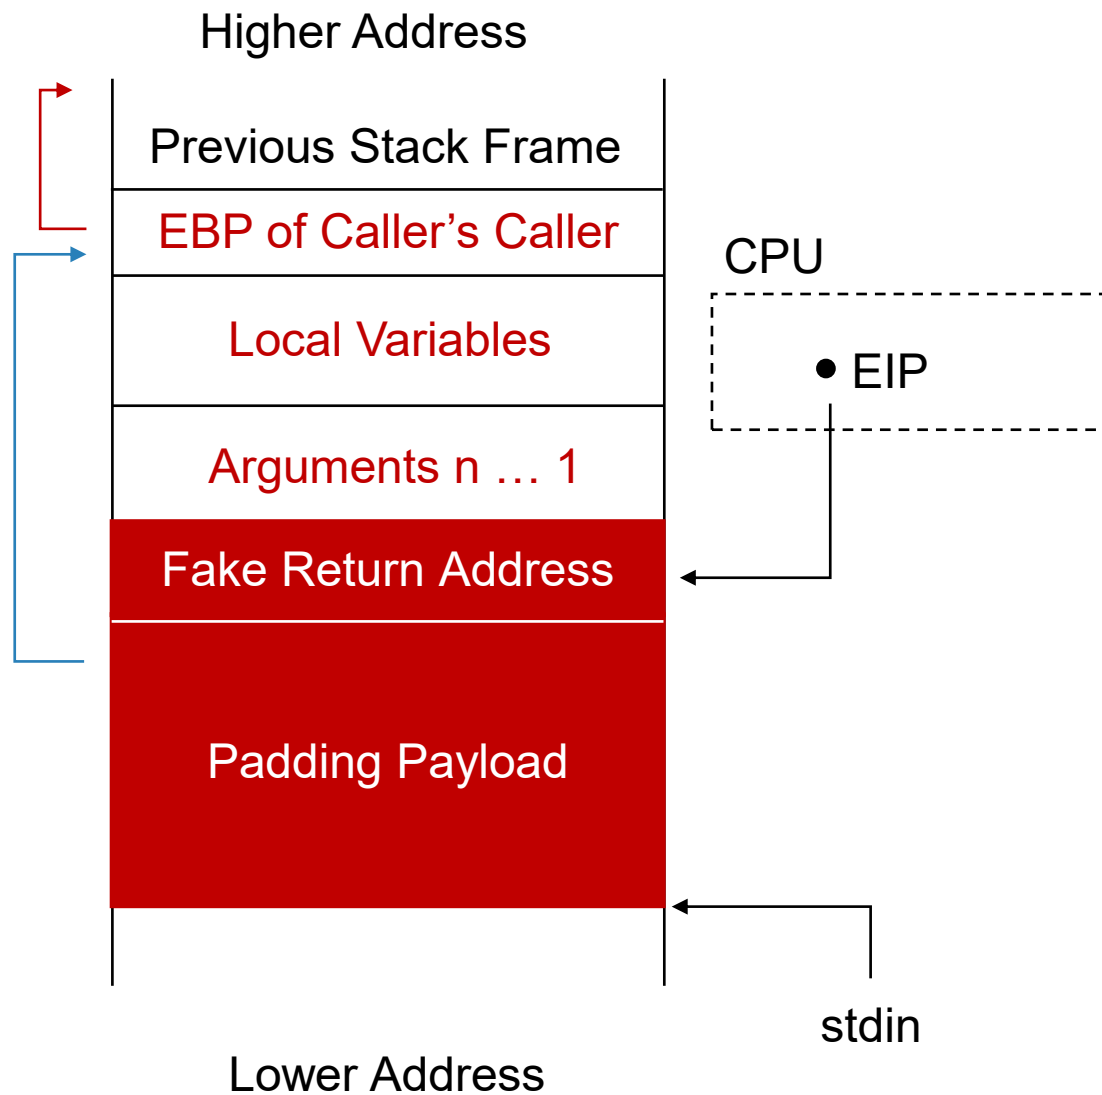 Higher Address
Previous Stack Frame
EBP of Caller’s Caller
CPU
Local Variables
EIP
Arguments n … 1
Fake Return Address
Padding Payload
stdin
Lower Address